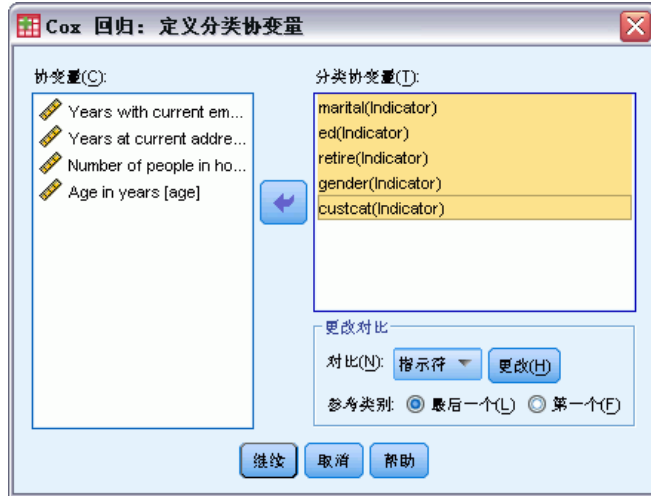 Cox 回归：定义分类协变量
协变量(C):
Years with current em...
Years at current addre...
Number of people in ho...
Age in years [age]
分类协变量(T):
marital(Indicator)
ed(Indicator)
retire(Indicator)
gender(Indicator)
custcat(Indicator)
更改对比
对比(N): 指示符 更改(H)
参考类别: 最后一个(L) 第一个(F)
继续 取消 帮助